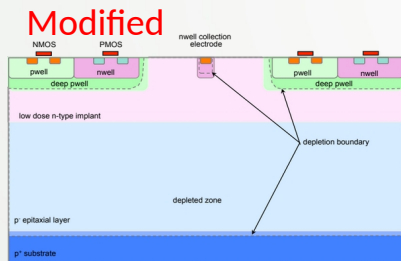 Modified
NMOS
PMOS
nwell collection
electrode
pwell
nwell
pwell
nwell
deep pwell
deep pwell
low dose n-type implant
depletion boundary
depleted zone
p⁻ epitaxial layer
p⁺ substrate